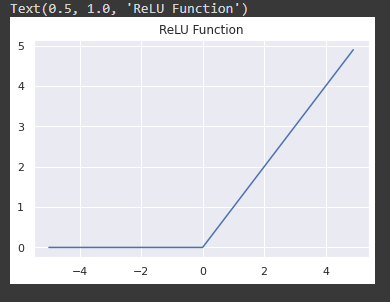 Text(0.5, 1.0, 'ReLU Function')
ReLU Function
5
4
3
2
1
0
−4 −2 0 2 4